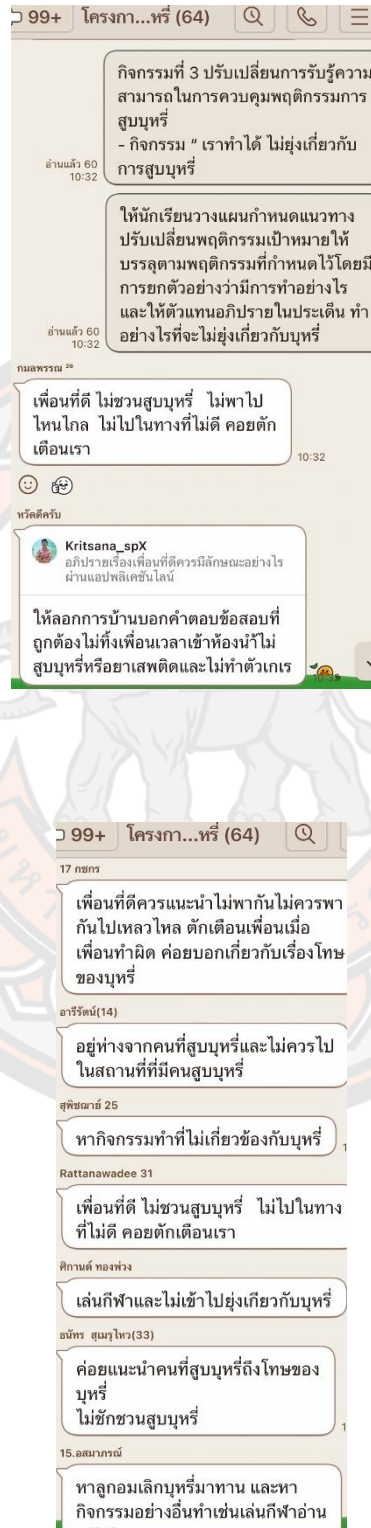 99+ โครงกา...หรี่ (64)
กิจกรรมที่ 3 ปรับเปลี่ยนการรับรู้ความ
สามารถในการควบคุมพฤติกรรมการ
สูบบุหรี่
- กิจกรรม “ เราทำได้ ไม่ยุ่งเกี่ยวกับ
การสูบบุหรี่
อ่านแล้ว 60
10:32
ให้นักเรียนวางแผนกำหนดแนวทาง
ปรับเปลี่ยนพฤติกรรมเป้าหมายให้
บรรลุตามพฤติกรรมที่กำหนดไว้โดยมี
การยกตัวอย่างว่ามีการทำอย่างไร
และให้ตัวแทนอภิปรายในประเด็น ทำ
อย่างไรที่จะไม่ยุ่งเกี่ยวกับบุหรี่
อ่านแล้ว 60
10:32
กมลพรรณ ²⁶
เพื่อนที่ดี ไม่ชวนสูบบุหรี่ ไม่พาไป
ไหนไกล ไม่ไปในทางที่ไม่ดี คอยตัก
เตือนเรา
10:32
หวัดดีครับ
Kritsana_spX
อภิปรายเรื่องเพื่อนที่ดีควรมีลักษณะอย่างไร
ผ่านแอปพลิเคชันไลน์
ให้ลอกการบ้านบอกคำตอบข้อสอบที่
ถูกต้องไม่ทิ้งเพื่อนเวลาเข้าห้องน้ำไม่
สูบบุหรี่หรือยาเสพติดและไม่ทำตัวเกเร
99+ โครงกา...หรี่ (64)
17 กชกร
เพื่อนที่ดีควรแนะนำไม่พากันไม่ควรพา
กันไปเหลวไหล ตักเตือนเพื่อนเมื่อ
เพื่อนทำผิด ค่อยบอกเกี่ยวกับเรื่องโทษ
ของบุหรี่
อารีรัตน์(14)
อยู่ห่างจากคนที่สูบบุหรี่และไม่ควรไป
ในสถานที่ที่มีคนสูบบุหรี่
สุพิชฌาย์ 25
หากิจกรรมทำที่ไม่เกี่ยวข้องกับบุหรี่
Rattanawadee 31
เพื่อนที่ดี ไม่ชวนสูบบุหรี่ ไม่ไปในทาง
ที่ไม่ดี คอยตักเตือนเรา
ศิกานต์ ทองพ่วง
เล่นกีฬาและไม่เข้าไปยุ่งเกียวกับบุหรี่
ธนัทร สุเมรุไหว(33)
ค่อยแนะนำคนที่สูบบุหรี่ถึงโทษของ
บุหรี่
ไม่ชักชวนสูบบุหรี่
15.อสมาภรณ์
หาลูกอมเลิกบุหรี่มาทาน และหา
กิจกรรมอย่างอื่นทำเช่นเล่นกีฬาอ่าน